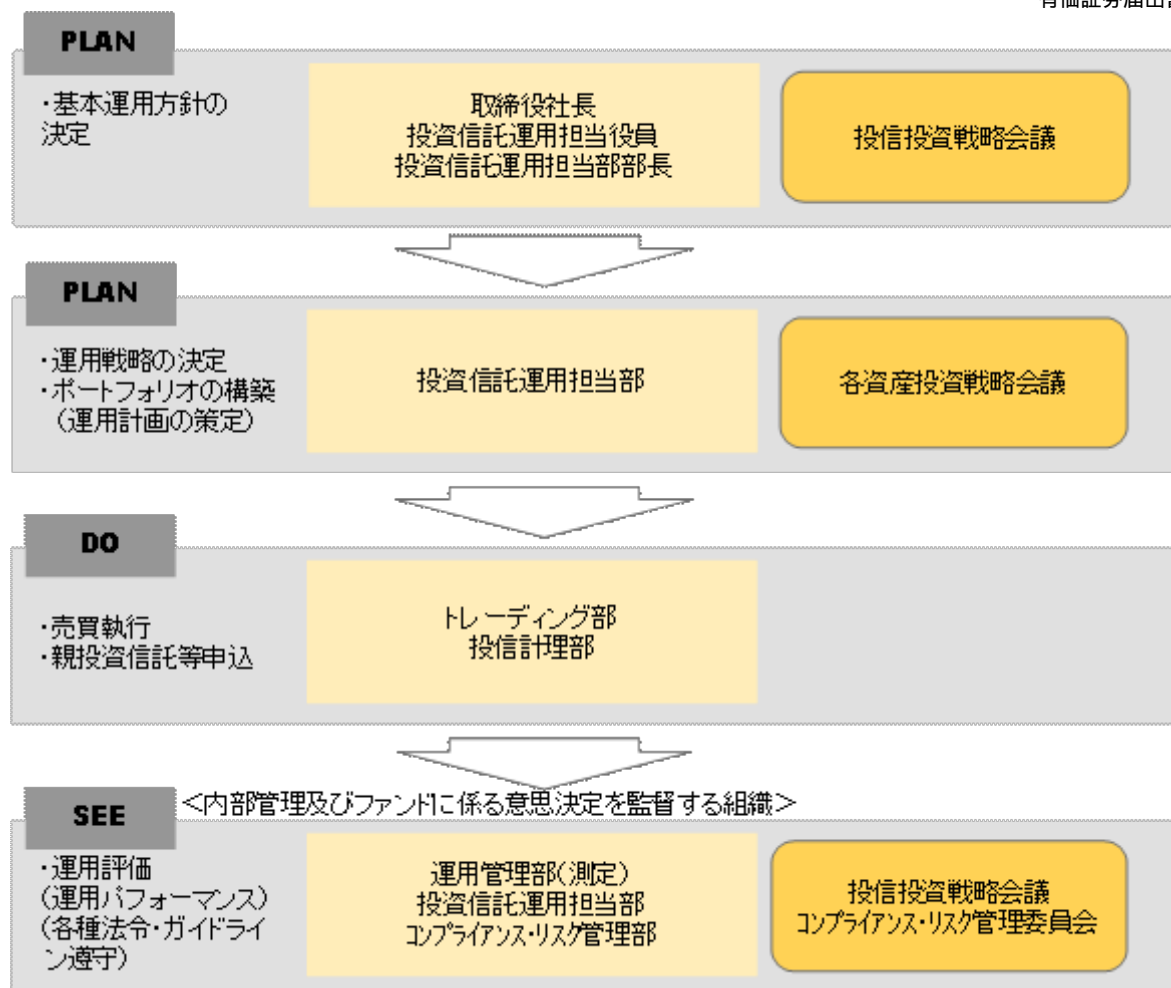 有価証券届出書
PLAN
・基本運用方針の
決定
取締役社長
投資信託運用担当役員
投資信託運用担当部部長
投信投資戦略会議
PLAN
・運用戦略の決定
・ポートフォリオの構築
(運用計画の策定)
投資信託運用担当部
各資産投資戦略会議
DO
・売買執行
・親投資信託等申込
トレーディング部
投信計理部
SEE
<内部管理及びファンドに係る意思決定を監督する組織>
・運用評価
(運用パフォーマンス)
(各種法令・ガイドライ
ン遵守)
運用管理部(測定)
投資信託運用担当部
コンプライアンス・リスク管理部
投信投資戦略会議
コンプライアンス・リスク管理委員会